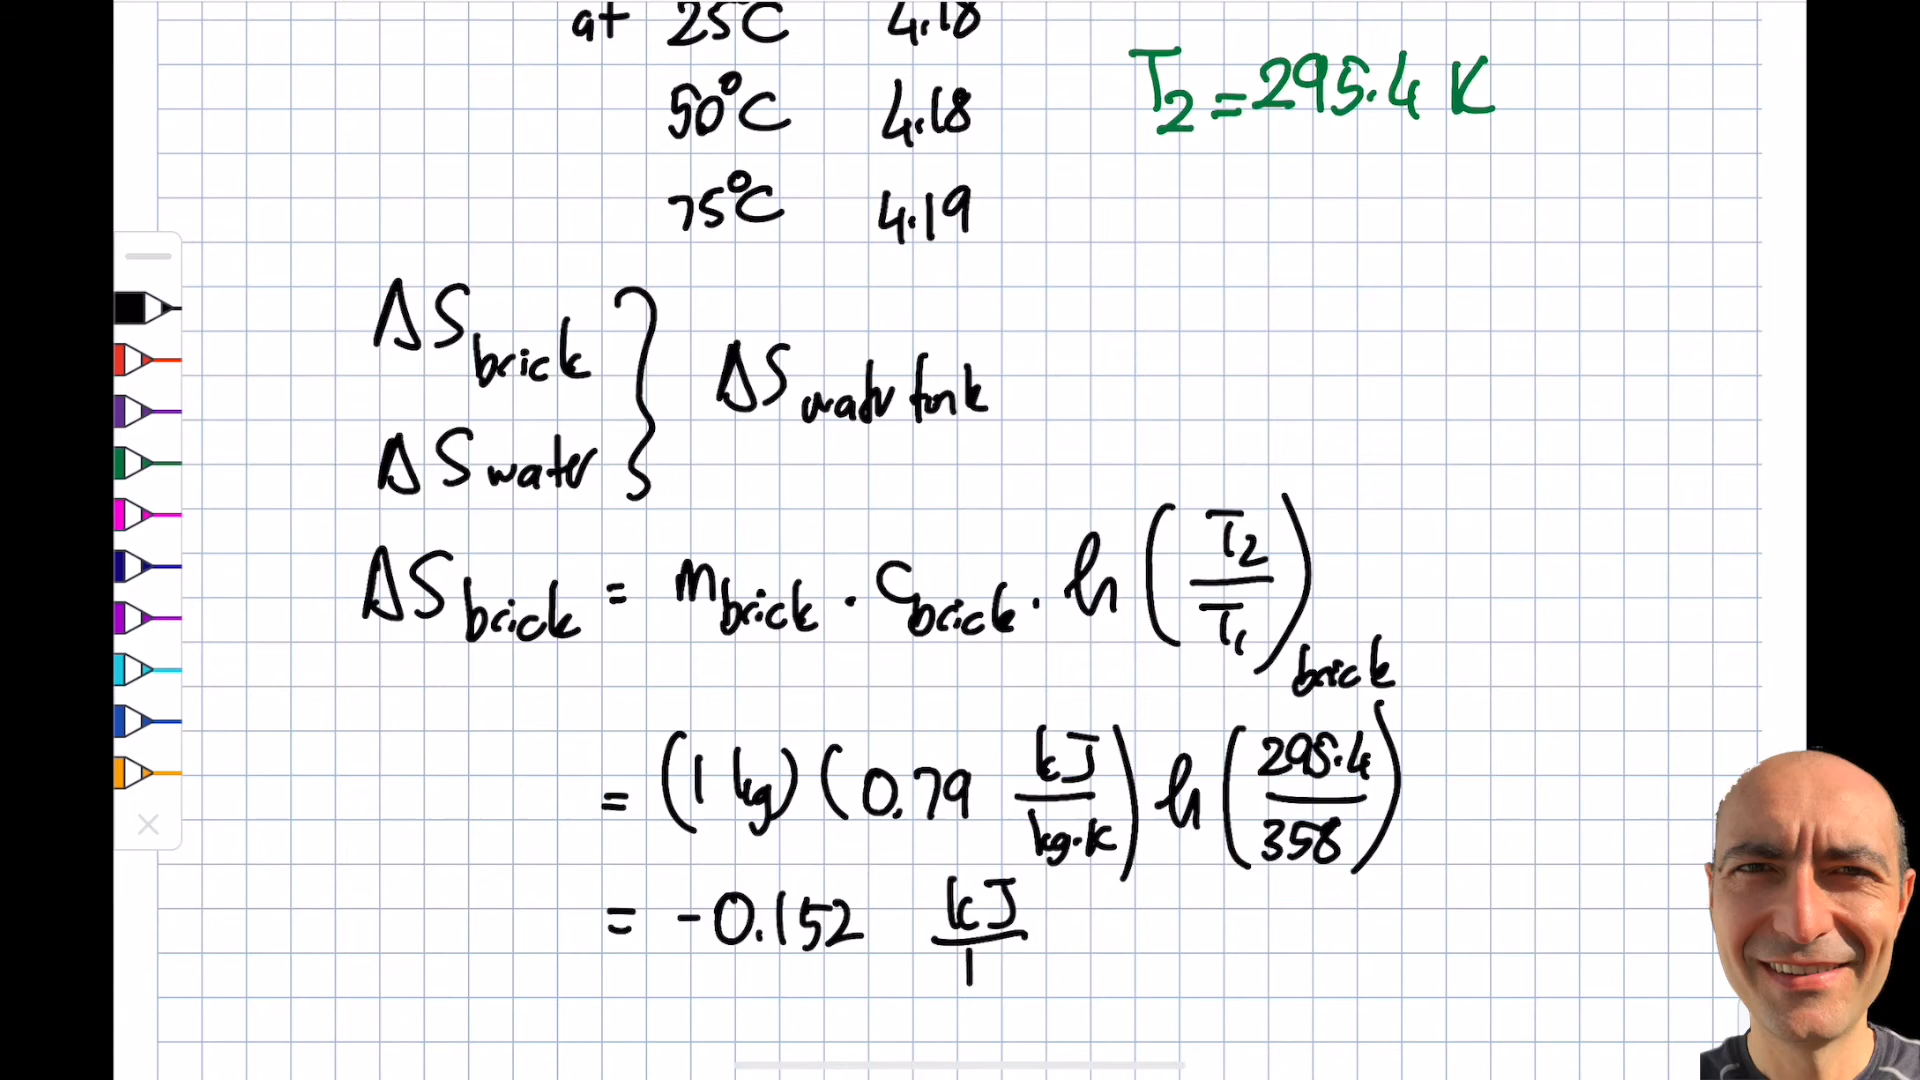 at 25°C 4.18
T₂ = 295.4 K
50°C 4.18
75°C 4.19
ΔS brick
ΔS water tank
ΔS water
ΔS brick = m brick · C brick · ln (T₂/T₁) brick
= (1 kg) (0.79 kJ/kg·K) ln (295.4/358)
= -0.152 kJ/